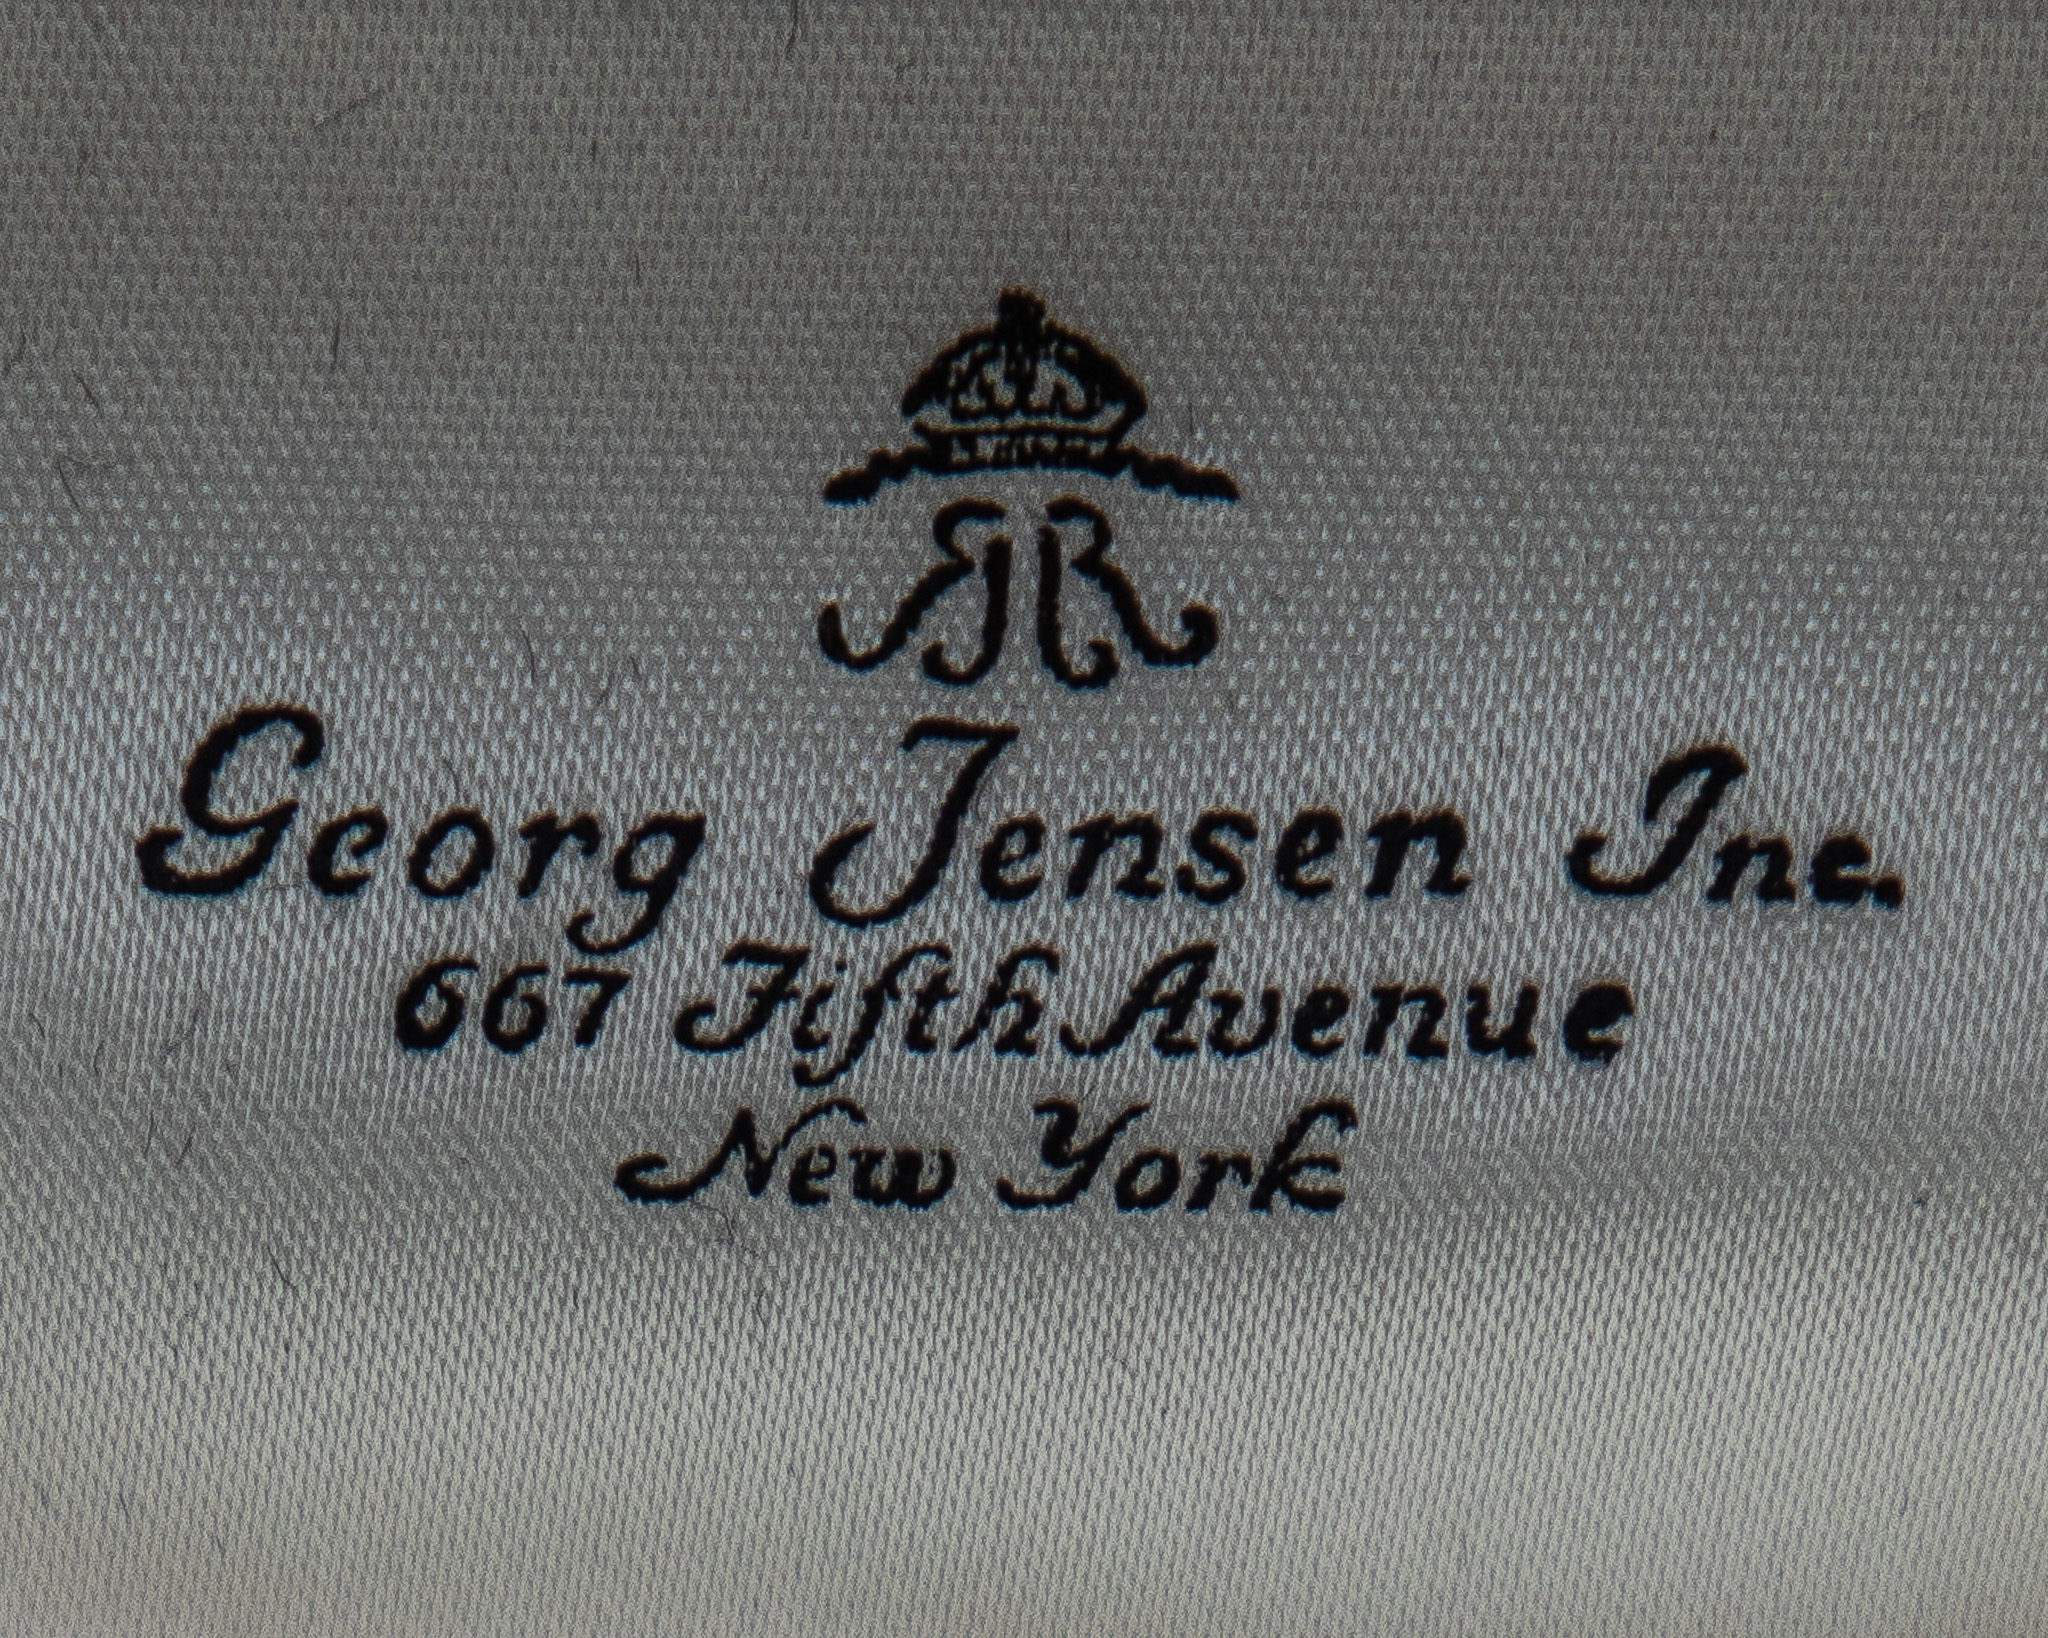 Georg Jensen Inc.
667 Fifth Avenue
New York